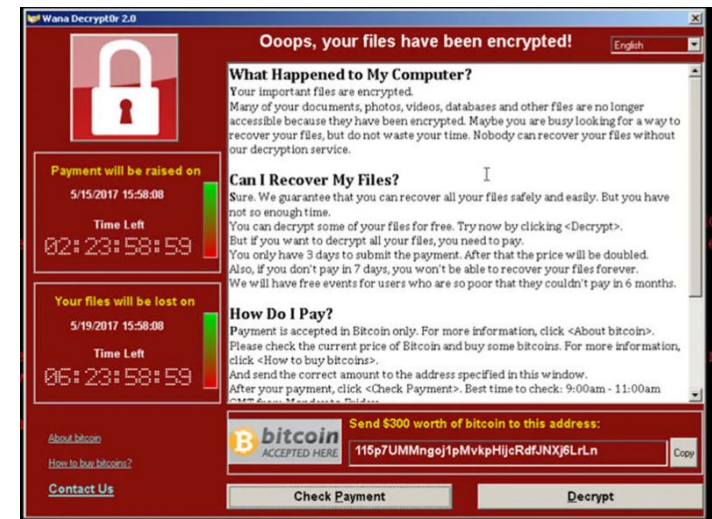 Wana Decrypt0r 2.0
Ooops, your files have been encrypted!
English
What Happened to My Computer?
Your important files are encrypted.
Many of your documents, photos, videos, databases and other files are no longer
accessible because they have been encrypted. Maybe you are busy looking for a way to
recover your files, but do not waste your time. Nobody can recover your files without
our decryption service.
Can I Recover My Files?
Sure. We guarantee that you can recover all your files safely and easily. But you have
not so enough time.
You can decrypt some of your files for free. Try now by clicking <Decrypt>.
But if you want to decrypt all your files, you need to pay.
You only have 3 days to submit the payment. After that the price will be doubled.
Also, if you don't pay in 7 days, you won't be able to recover your files forever.
We will have free events for users who are so poor that they couldn't pay in 6 months.
How Do I Pay?
Payment is accepted in Bitcoin only. For more information, click <About bitcoin>.
Please check the current price of Bitcoin and buy some bitcoins. For more information,
click <How to buy bitcoins>.
And send the correct amount to the address specified in this window.
After your payment, click <Check Payment>. Best time to check: 9:00am - 11:00am
GMT from Monday to Friday
Payment will be raised on
5/15/2017 15:58:08
Time Left
02:23:58:59
Your files will be lost on
5/19/2017 15:58:08
Time Left
06:23:58:59
About bitcoin
How to buy bitcoins?
Contact Us
bitcoin
ACCEPTED HERE
Send $300 worth of bitcoin to this address:
115p7UMMngoj1pMvkpHijcRdfJNXj6LrLn
Copy
Check Payment
Decrypt